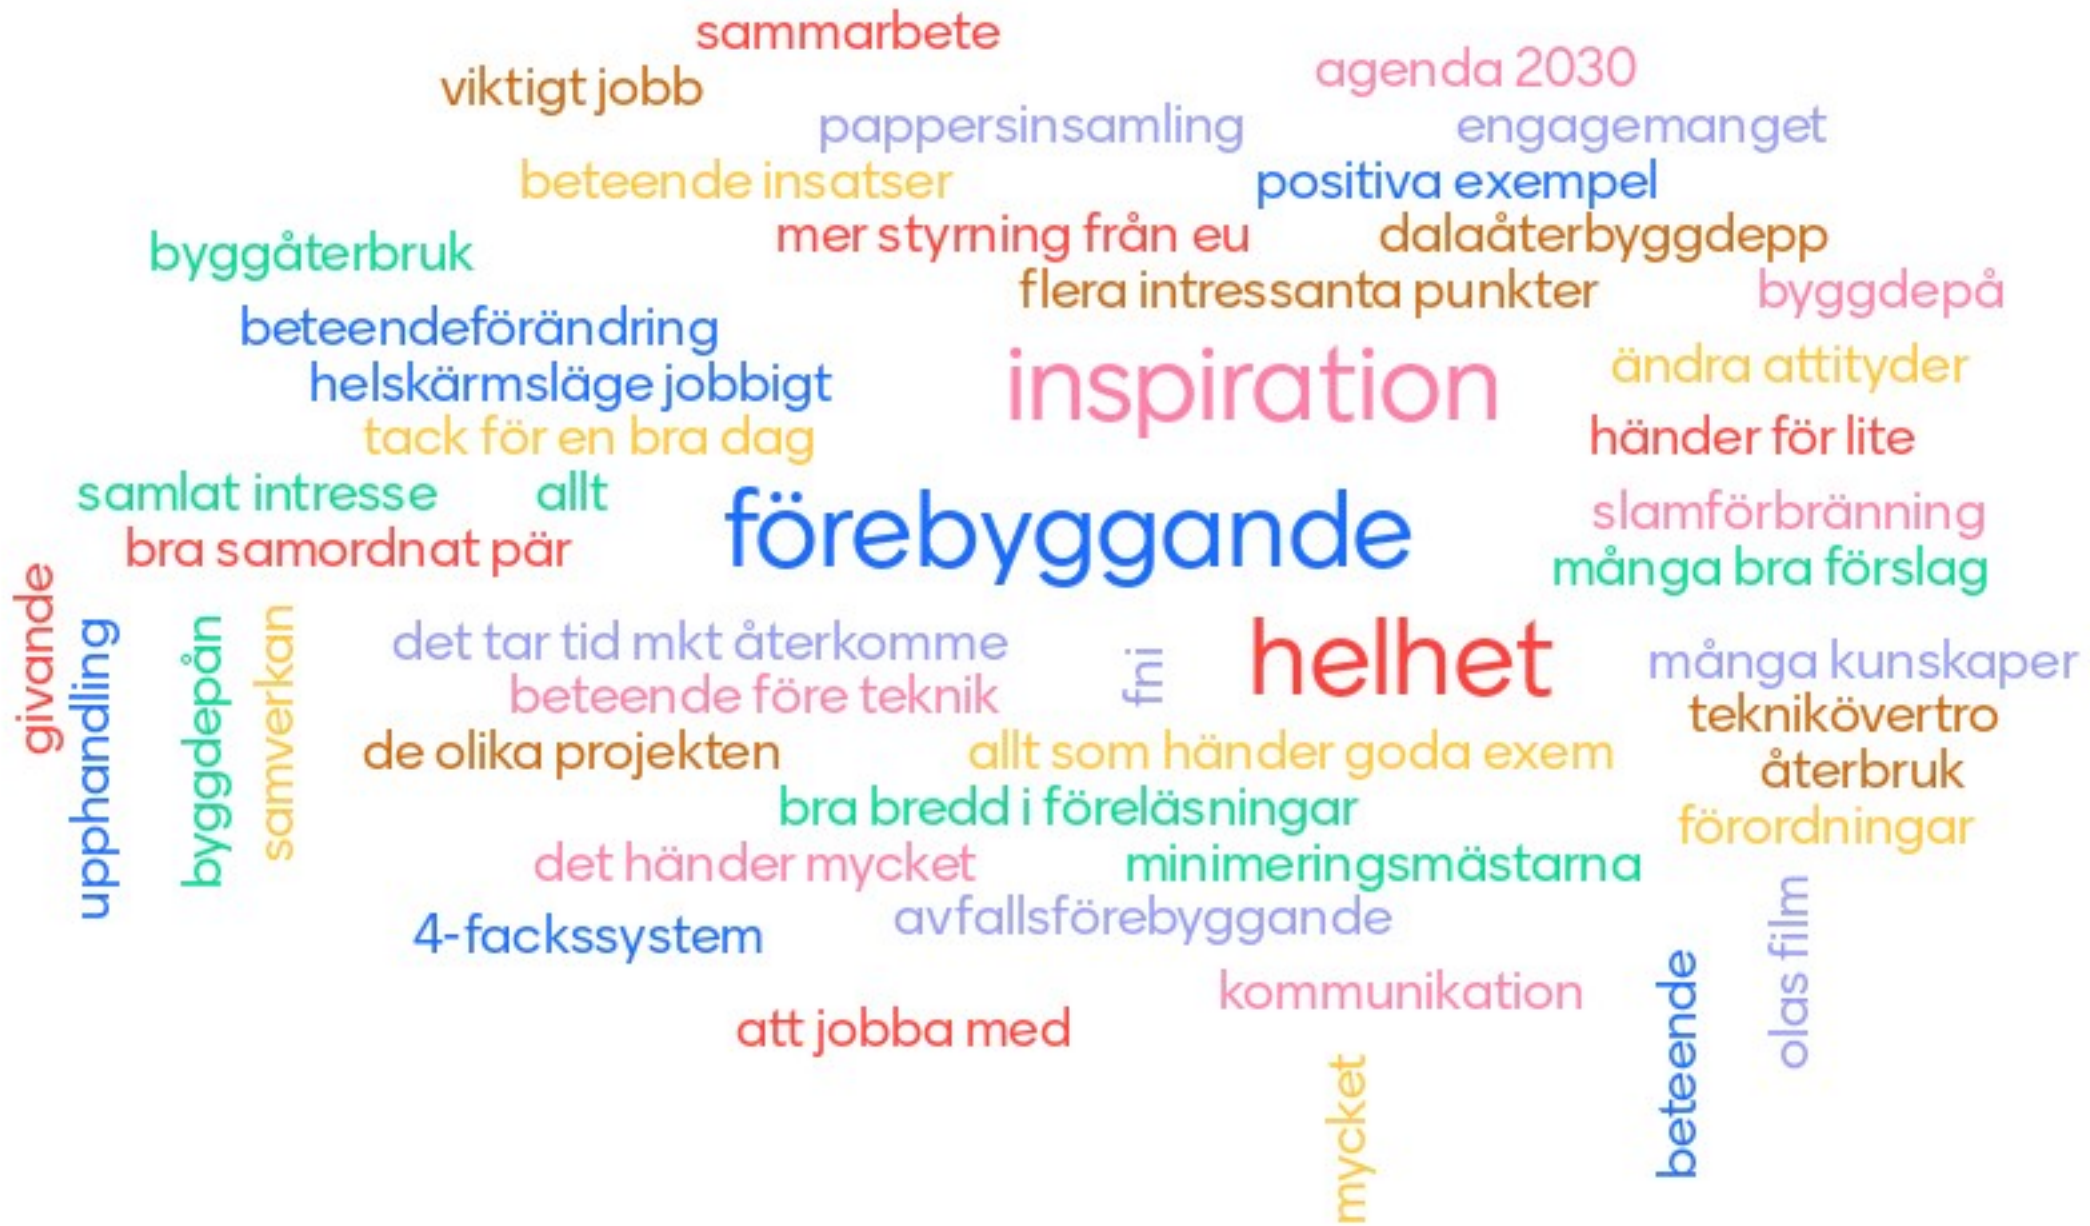 sammarbete
agenda 2030
viktigt jobb
pappersinsamling
engagemanget
beteende insatser
positiva exempel
mer styrning från eu
dalaåterbyggdepp
byggåterbruk
flera intressanta punkter
byggdepå
beteendeförändring
inspiration
ändra attityder
helskärmsläge jobbigt
tack för en bra dag
händer för lite
samlat intresse
allt
förebyggande
slamförbränning
bra samordnat pär
många bra förslag
givande
upphandling
byggdepån
samverkan
det tar tid mkt återkomme
fni
helhet
många kunskaper
beteende före teknik
teknikövertro
de olika projekten
allt som händer goda exem
återbruk
bra bredd i föreläsningar
förordningar
det händer mycket
minimeringsmästarna
4-fackssystem
avfallsförebyggande
olas film
kommunikation
beteende
att jobba med
mycket